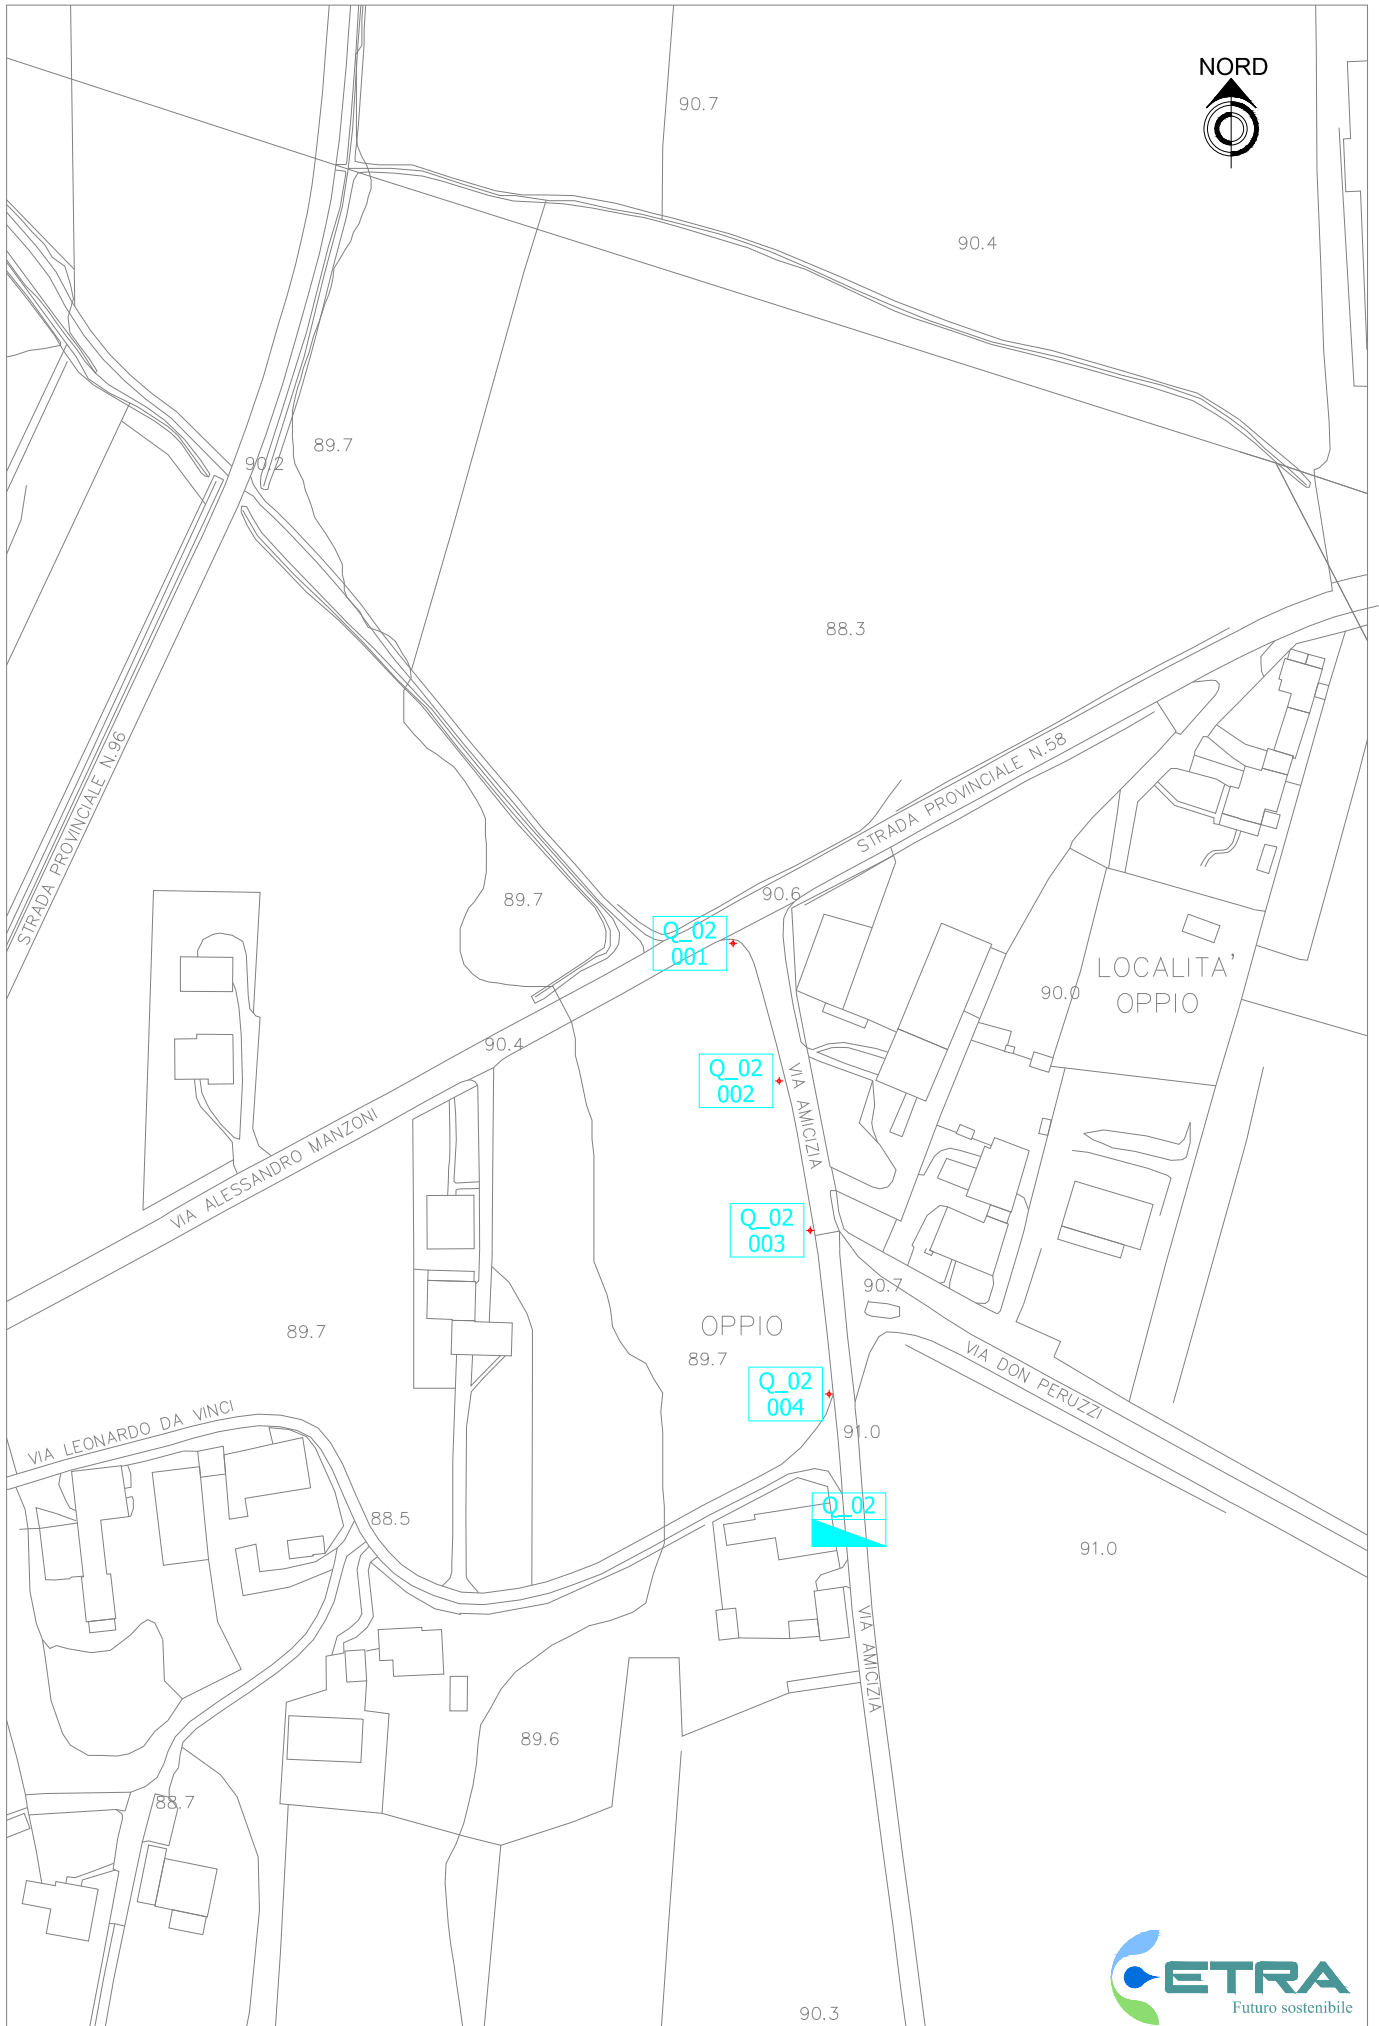 NORD
90.7
90.4
89.7
90.2
88.3
STRADA PROVINCIALE N.96
STRADA PROVINCIALE N.58
89.7
90.6
Q_02
001
LOCALITA'
OPPIO
90.0
90.4
Q_02
002
VIA AMICIZIA
VIA ALESSANDRO MANZONI
Q_02
003
90.7
OPPIO
89.7
89.7
VIA DON PERUZZI
Q_02
004
VIA LEONARDO DA VINCI
91.0
Q_02
88.5
91.0
VIA AMICIZIA
89.6
88.7
90.3
ETRA
Futuro sostenibile